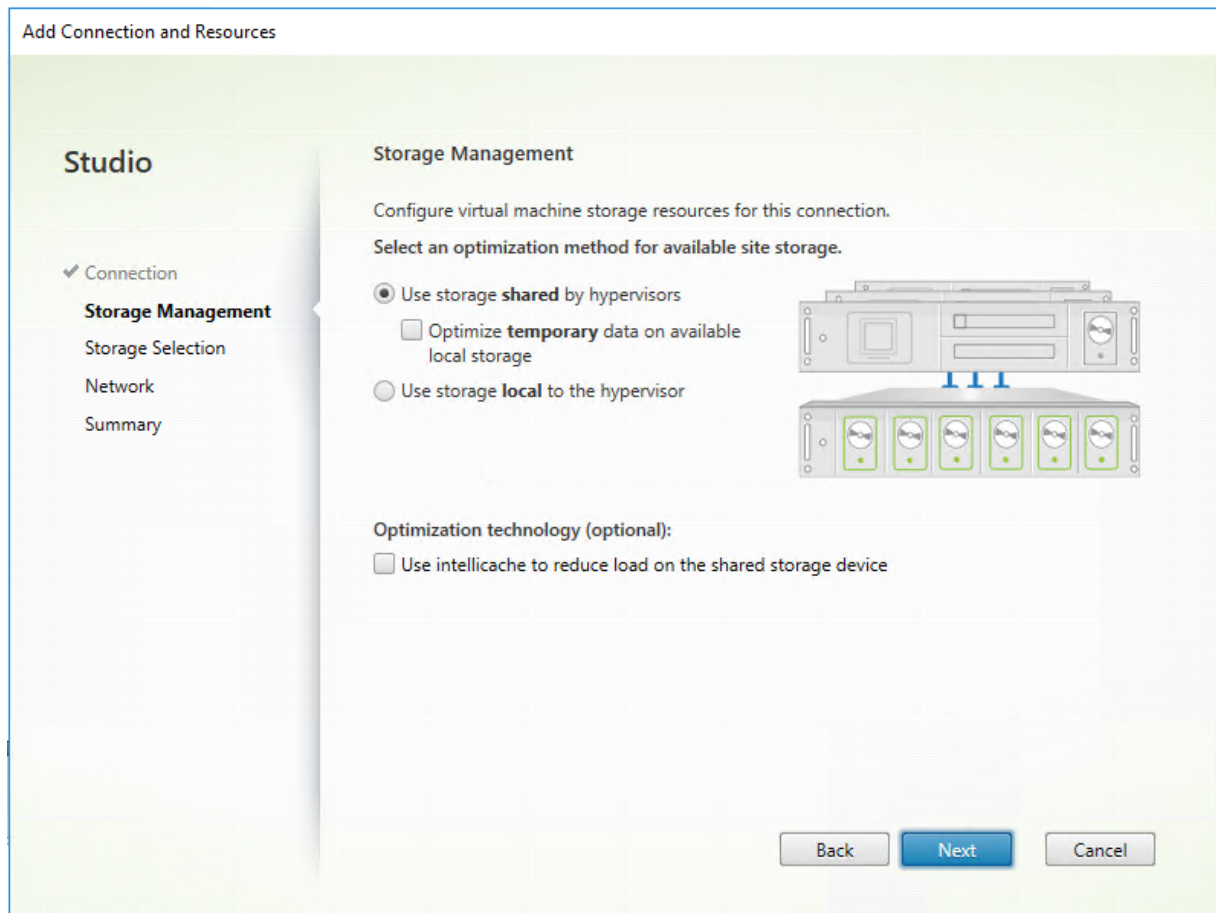 Add Connection and Resources
Studio
Connection
Storage Management
Storage Selection
Network
Summary
Storage Management
Configure virtual machine storage resources for this connection.
Select an optimization method for available site storage.
Use storage shared by hypervisors
Optimize temporary data on available
local storage
Use storage local to the hypervisor
Optimization technology (optional):
Use intellicache to reduce load on the shared storage device
Back
Next
Cancel